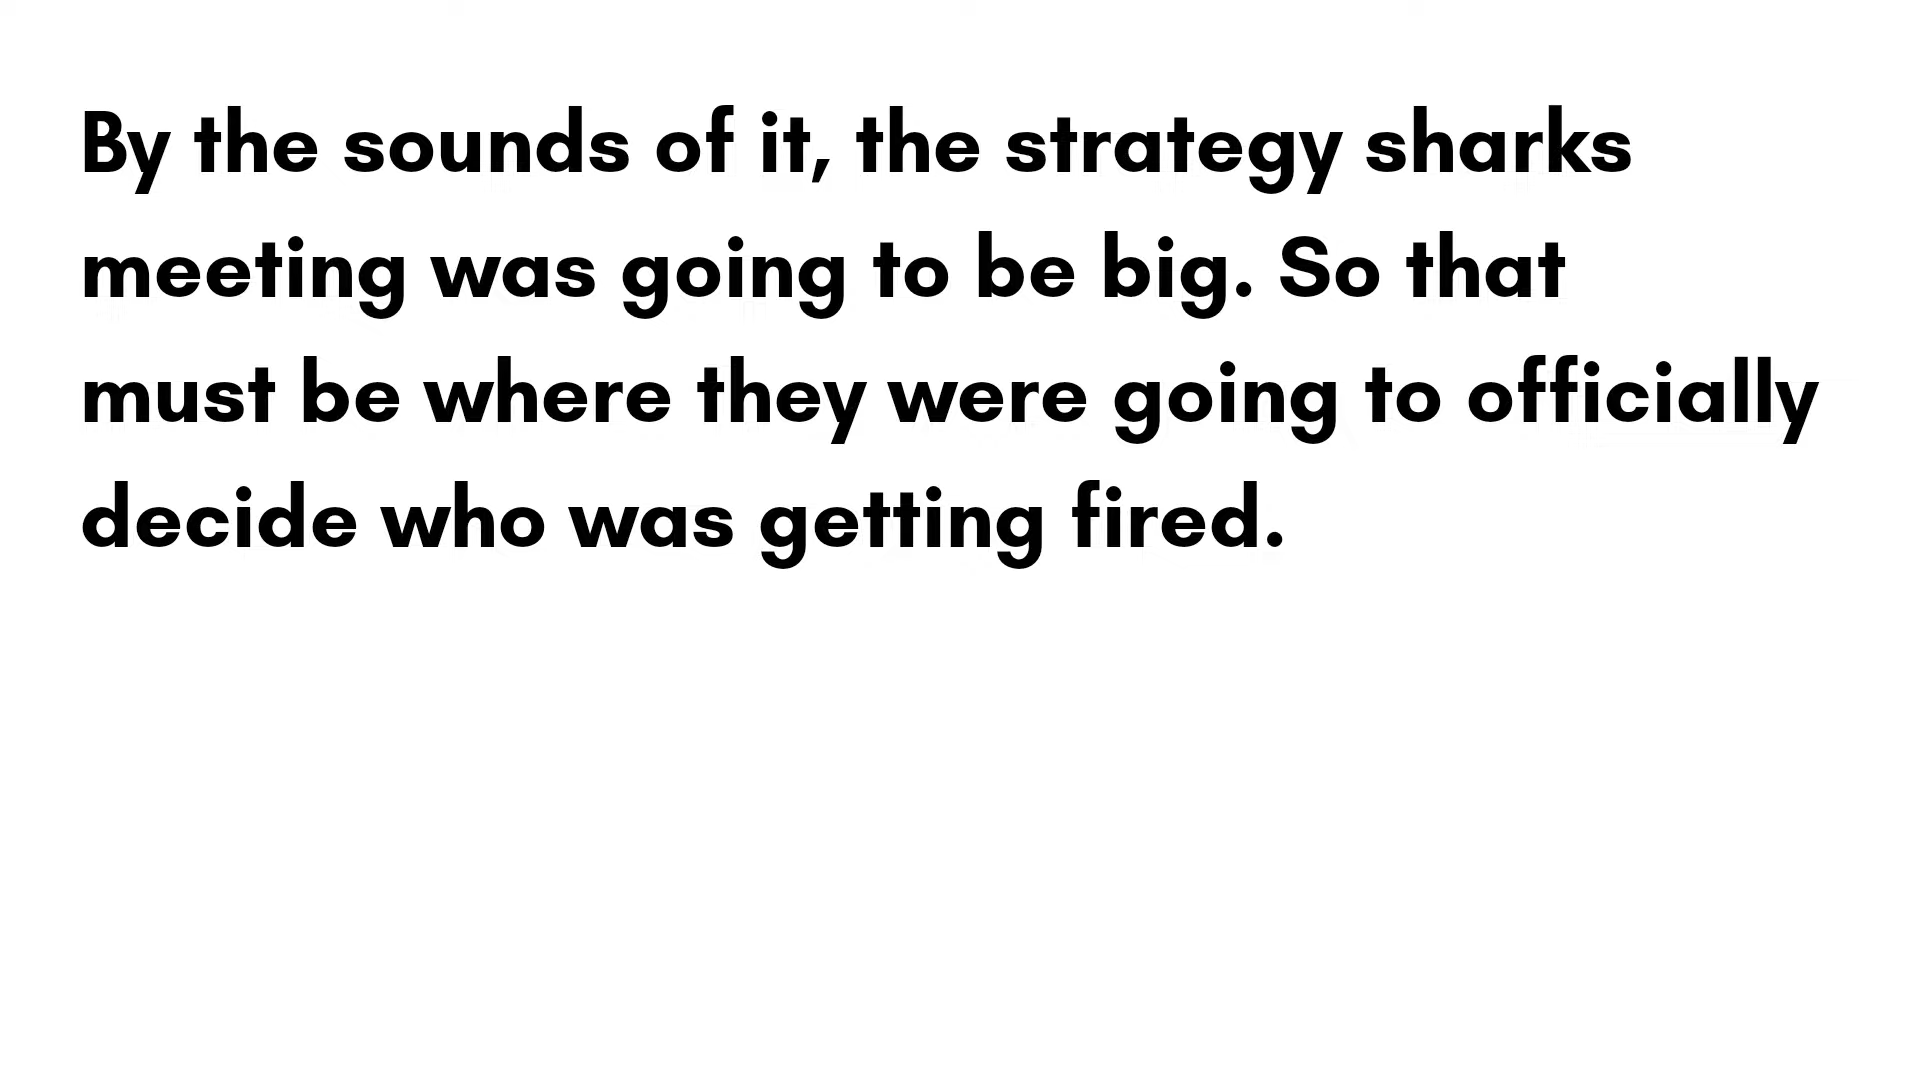 By the sounds of it, the strategy sharks
meeting was going to be big. So that
must be where they were going to officially
decide who was getting fired.